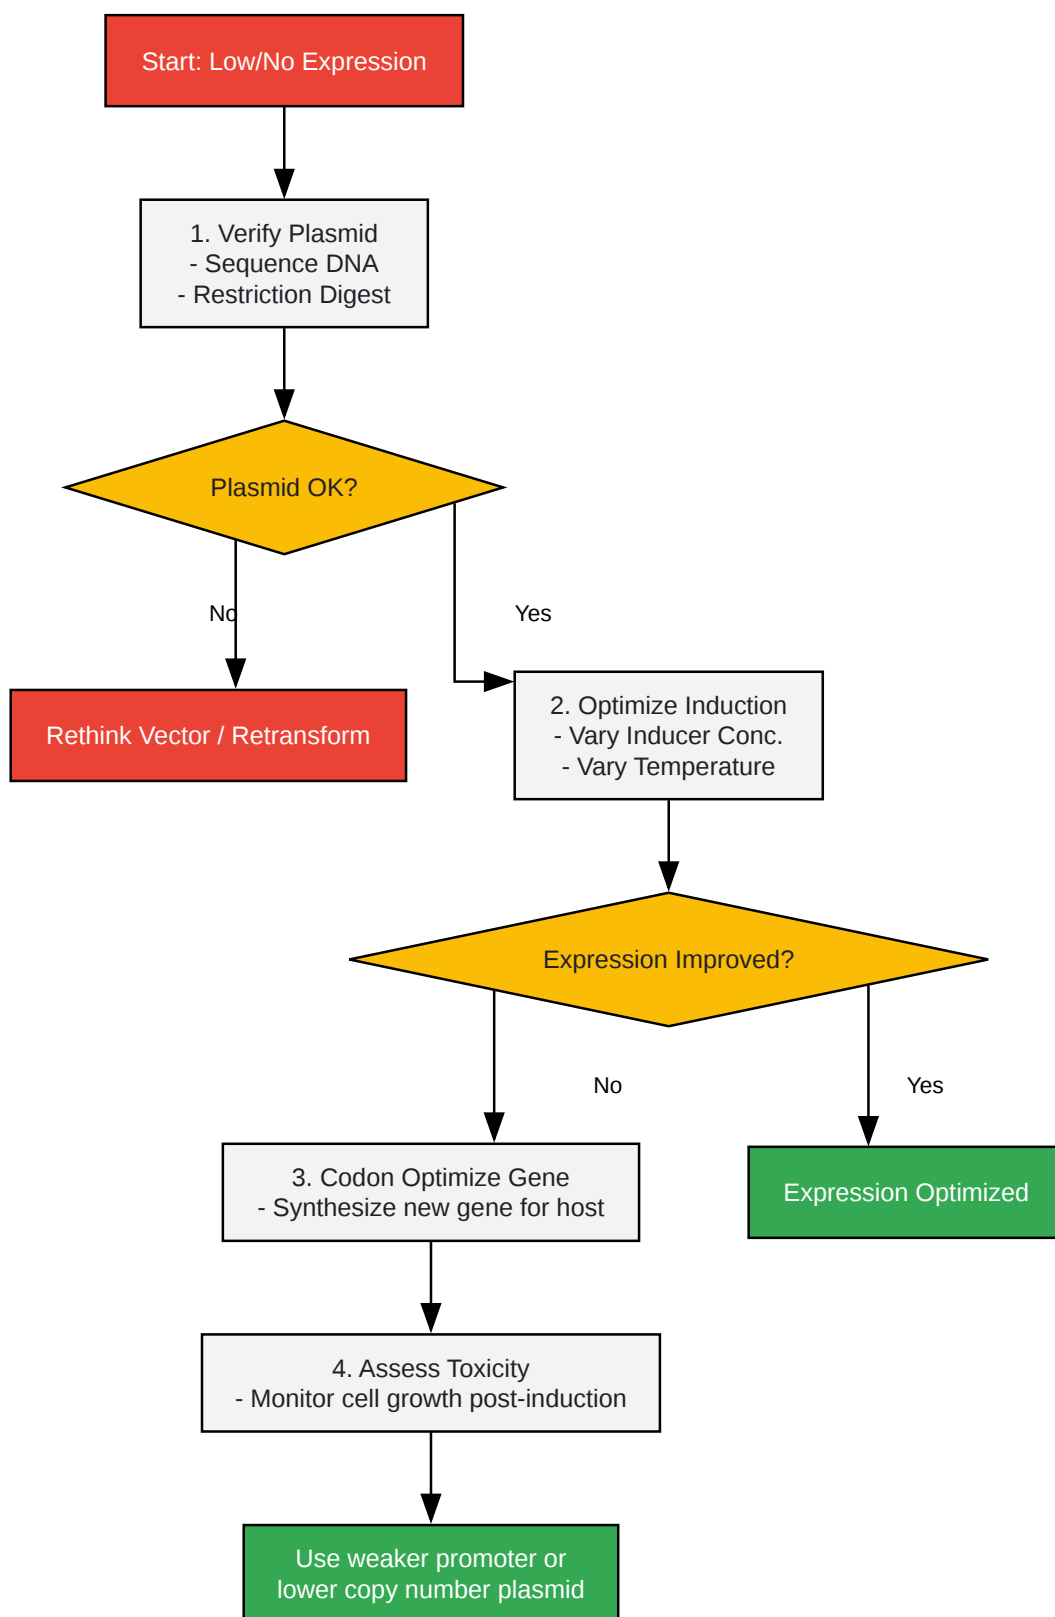 Start: Low/No Expression
1. Verify Plasmid
- Sequence DNA
- Restriction Digest
Plasmid OK?
No
Yes
Rethink Vector / Retransform
2. Optimize Induction
- Vary Inducer Conc.
- Vary Temperature
Expression Improved?
No
Yes
3. Codon Optimize Gene
- Synthesize new gene for host
Expression Optimized
4. Assess Toxicity
- Monitor cell growth post-induction
Use weaker promoter or
lower copy number plasmid